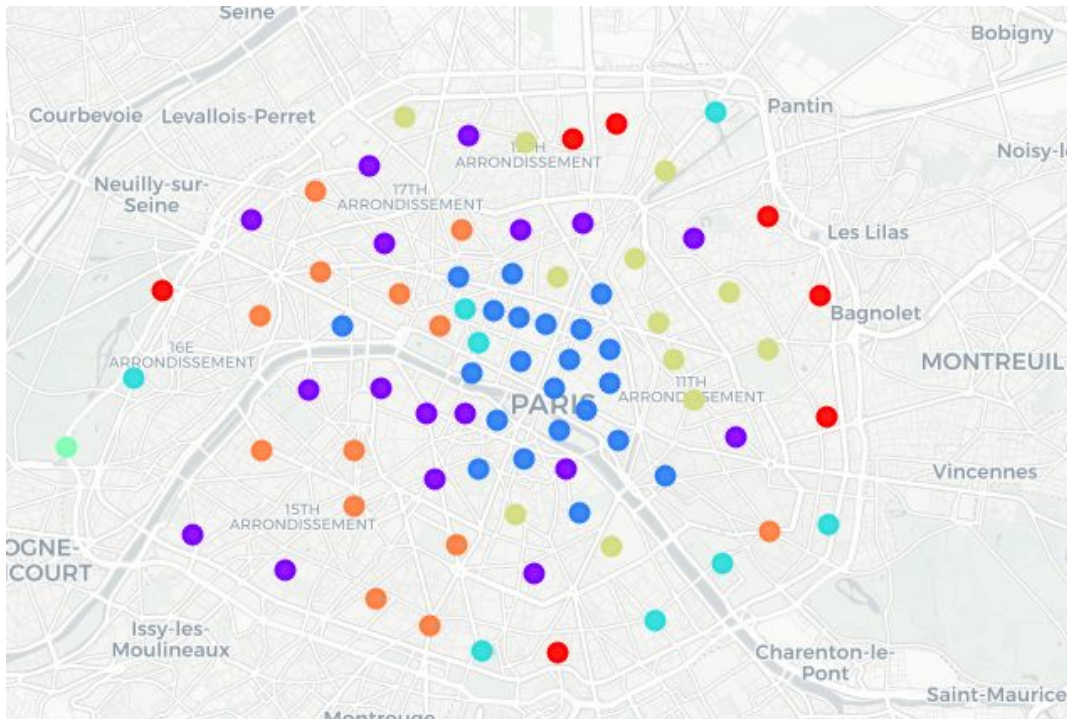 Seine
Bobigny
Courbevoie
Levallois-Perret
Pantin
ARRONDISSEMENT
Noisy-le
Neuilly-sur-
Seine
17TH
ARRONDISSEMENT
Les Lilas
Bagnolet
16E
ARRONDISSEMENT
MONTREUIL
11TH
ARRONDISSEMENT
PARIS
Vincennes
15TH
ARRONDISSEMENT
OGNE-
COURT
Issy-les-
Moulineaux
Charenton-le-
Pont
Saint-Maurice
Montrouge